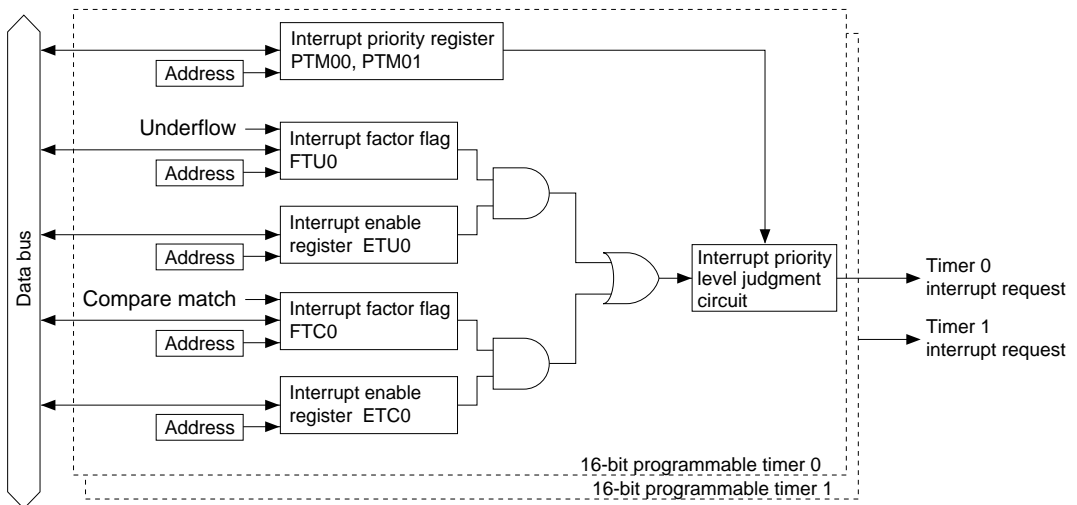 Data bus
Interrupt priority register
PTM00, PTM01
Address
Underflow
Interrupt factor flag
FTU0
Address
Interrupt enable
register ETU0
Address
Compare match
Interrupt factor flag
FTC0
Address
Interrupt enable
register ETC0
Address
Interrupt priority
level judgment
circuit
Timer 0
interrupt request
Timer 1
interrupt request
16-bit programmable timer 0
16-bit programmable timer 1